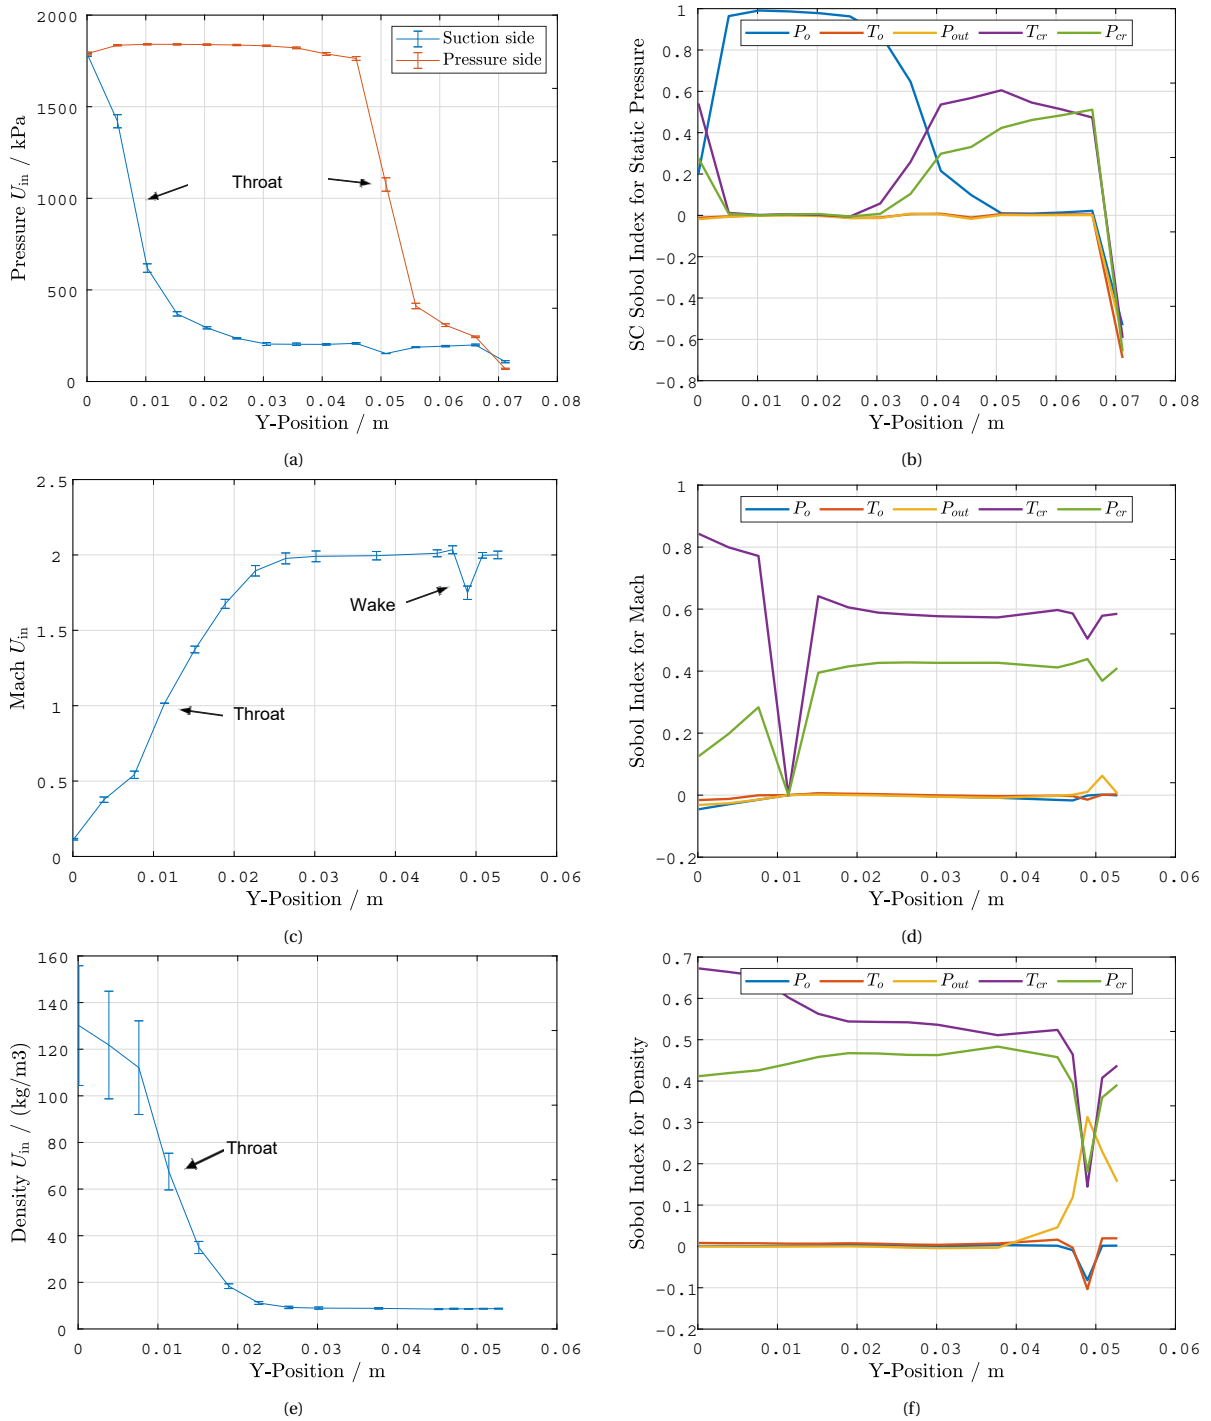 2000
1500
1000
500
0
Pressure U_in / kPa
Suction side
Pressure side
Throat
0 0.01 0.02 0.03 0.04 0.05 0.06 0.07 0.08
Y-Position / m
(a)
1
0.8
0.6
0.4
0.2
0
-0.2
-0.4
-0.6
-0.8
SC Sobol Index for Static Pressure
P_o T_o P_out T_cr P_cr
0 0.01 0.02 0.03 0.04 0.05 0.06 0.07 0.08
Y-Position / m
(b)
2.5
2
1.5
1
0.5
0
Mach U_in
Wake
Throat
0 0.01 0.02 0.03 0.04 0.05 0.06
Y-Position / m
(c)
1
0.8
0.6
0.4
0.2
0
-0.2
Sobol Index for Mach
P_o T_o P_out T_cr P_cr
0 0.01 0.02 0.03 0.04 0.05 0.06
Y-Position / m
(d)
160
140
120
100
80
60
40
20
0
Density U_in / (kg/m3)
Throat
0 0.01 0.02 0.03 0.04 0.05 0.06
Y-Position / m
(e)
0.7
0.6
0.5
0.4
0.3
0.2
0.1
0
-0.1
-0.2
Sobol Index for Density
P_o T_o P_out T_cr P_cr
0 0.01 0.02 0.03 0.04 0.05 0.06
Y-Position / m
(f)